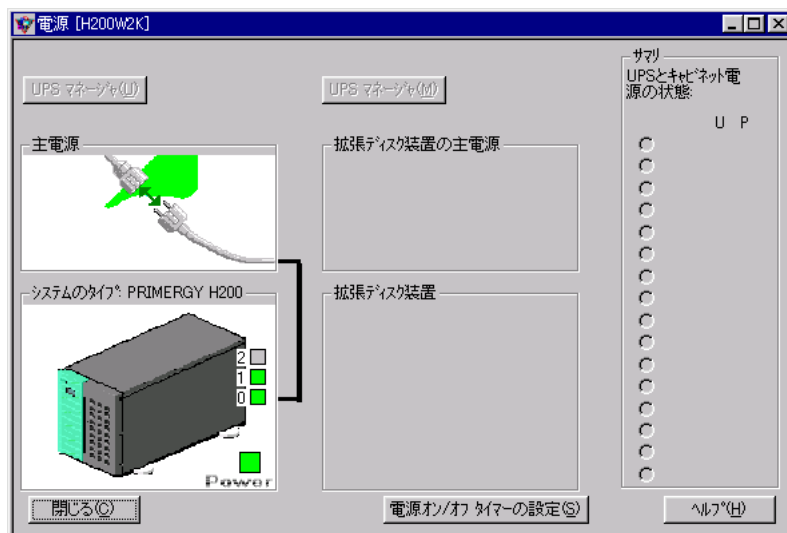 電源 [H200W2K]
UPS マネージャ(U)
UPS マネージャ(M)
サマリ
UPSとキャビネット電
源の状態:
U P
主電源
拡張ディスク装置の主電源
システムのタイプ: PRIMERGY H200
拡張ディスク装置
2
1
0
Power
閉じる(C)
電源オン/オフ タイマーの設定(S)
ヘルプ(H)